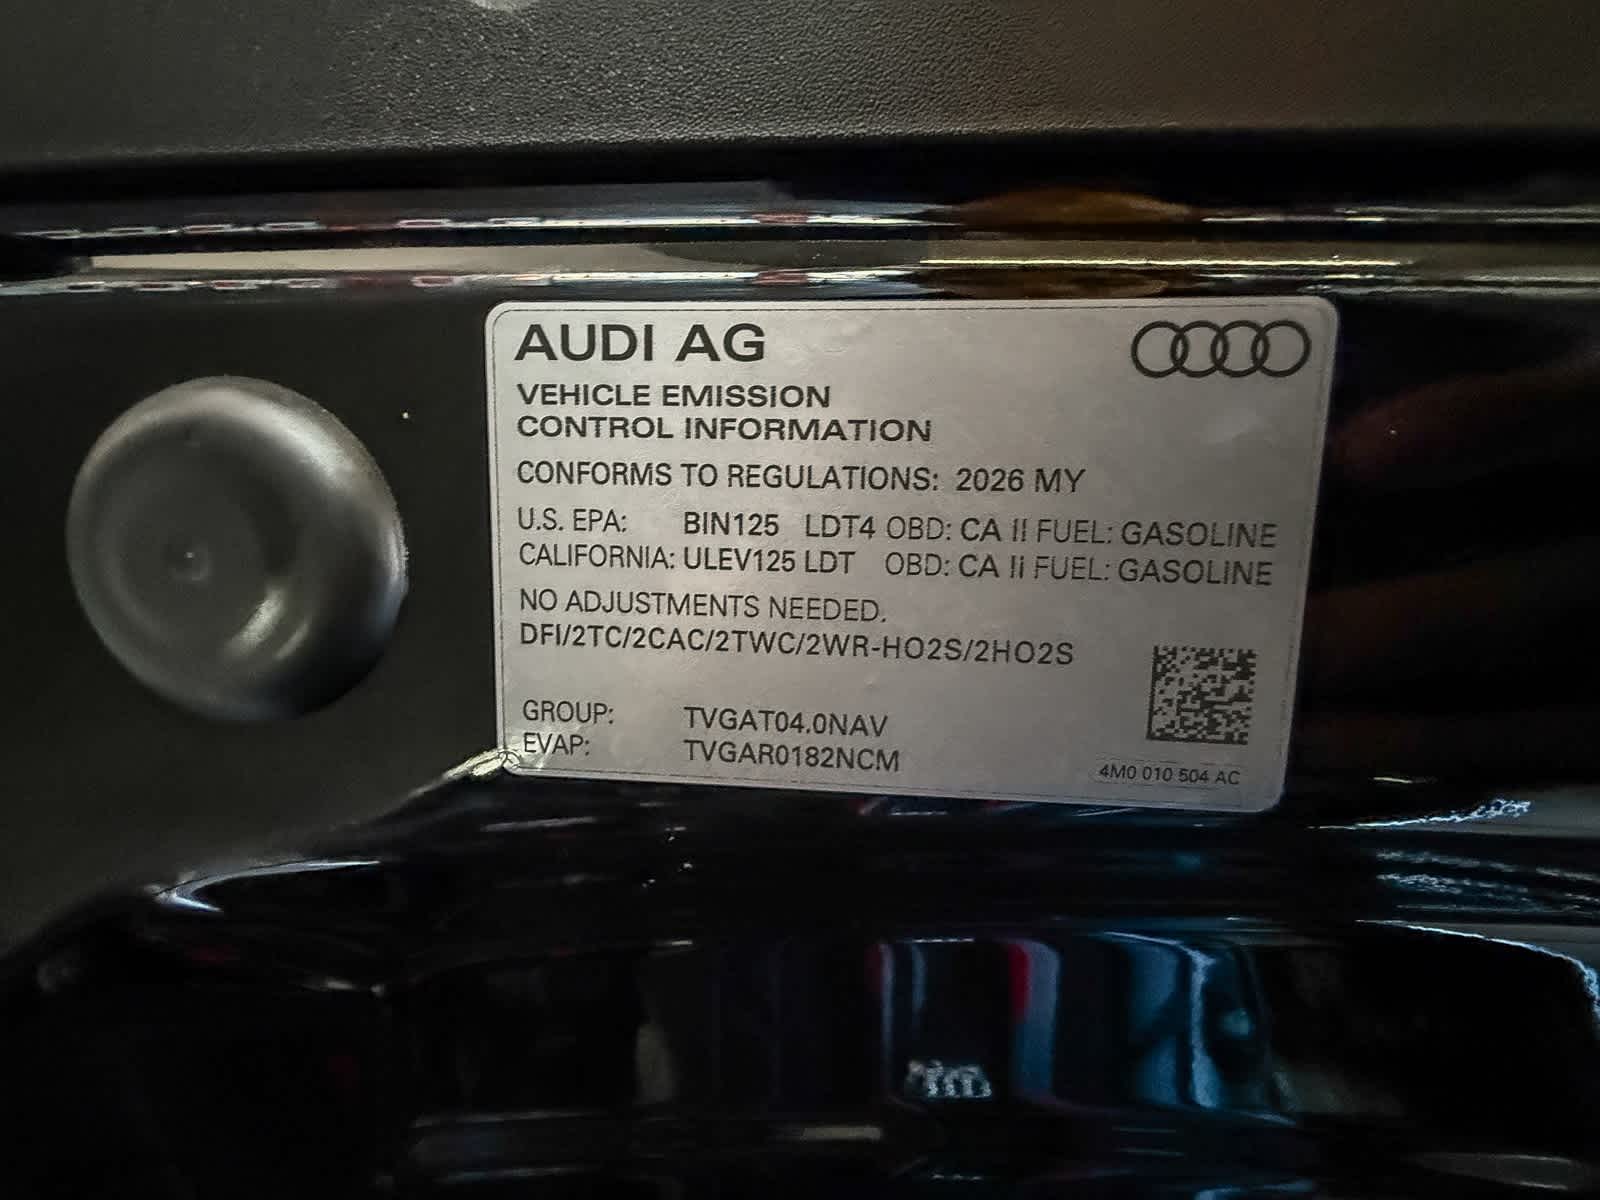 AUDI AG
VEHICLE EMISSION
CONTROL INFORMATION
CONFORMS TO REGULATIONS: 2026 MY
U.S. EPA: BIN125 LDT4 OBD: CA II FUEL: GASOLINE
CALIFORNIA: ULEV125 LDT OBD: CA II FUEL: GASOLINE
NO ADJUSTMENTS NEEDED.
DFI/2TC/2CAC/2TWC/2WR-HO2S/2HO2S
GROUP: TVGAT04.0NAV
EVAP: TVGAR0182NCM
4M0 010 504 AC